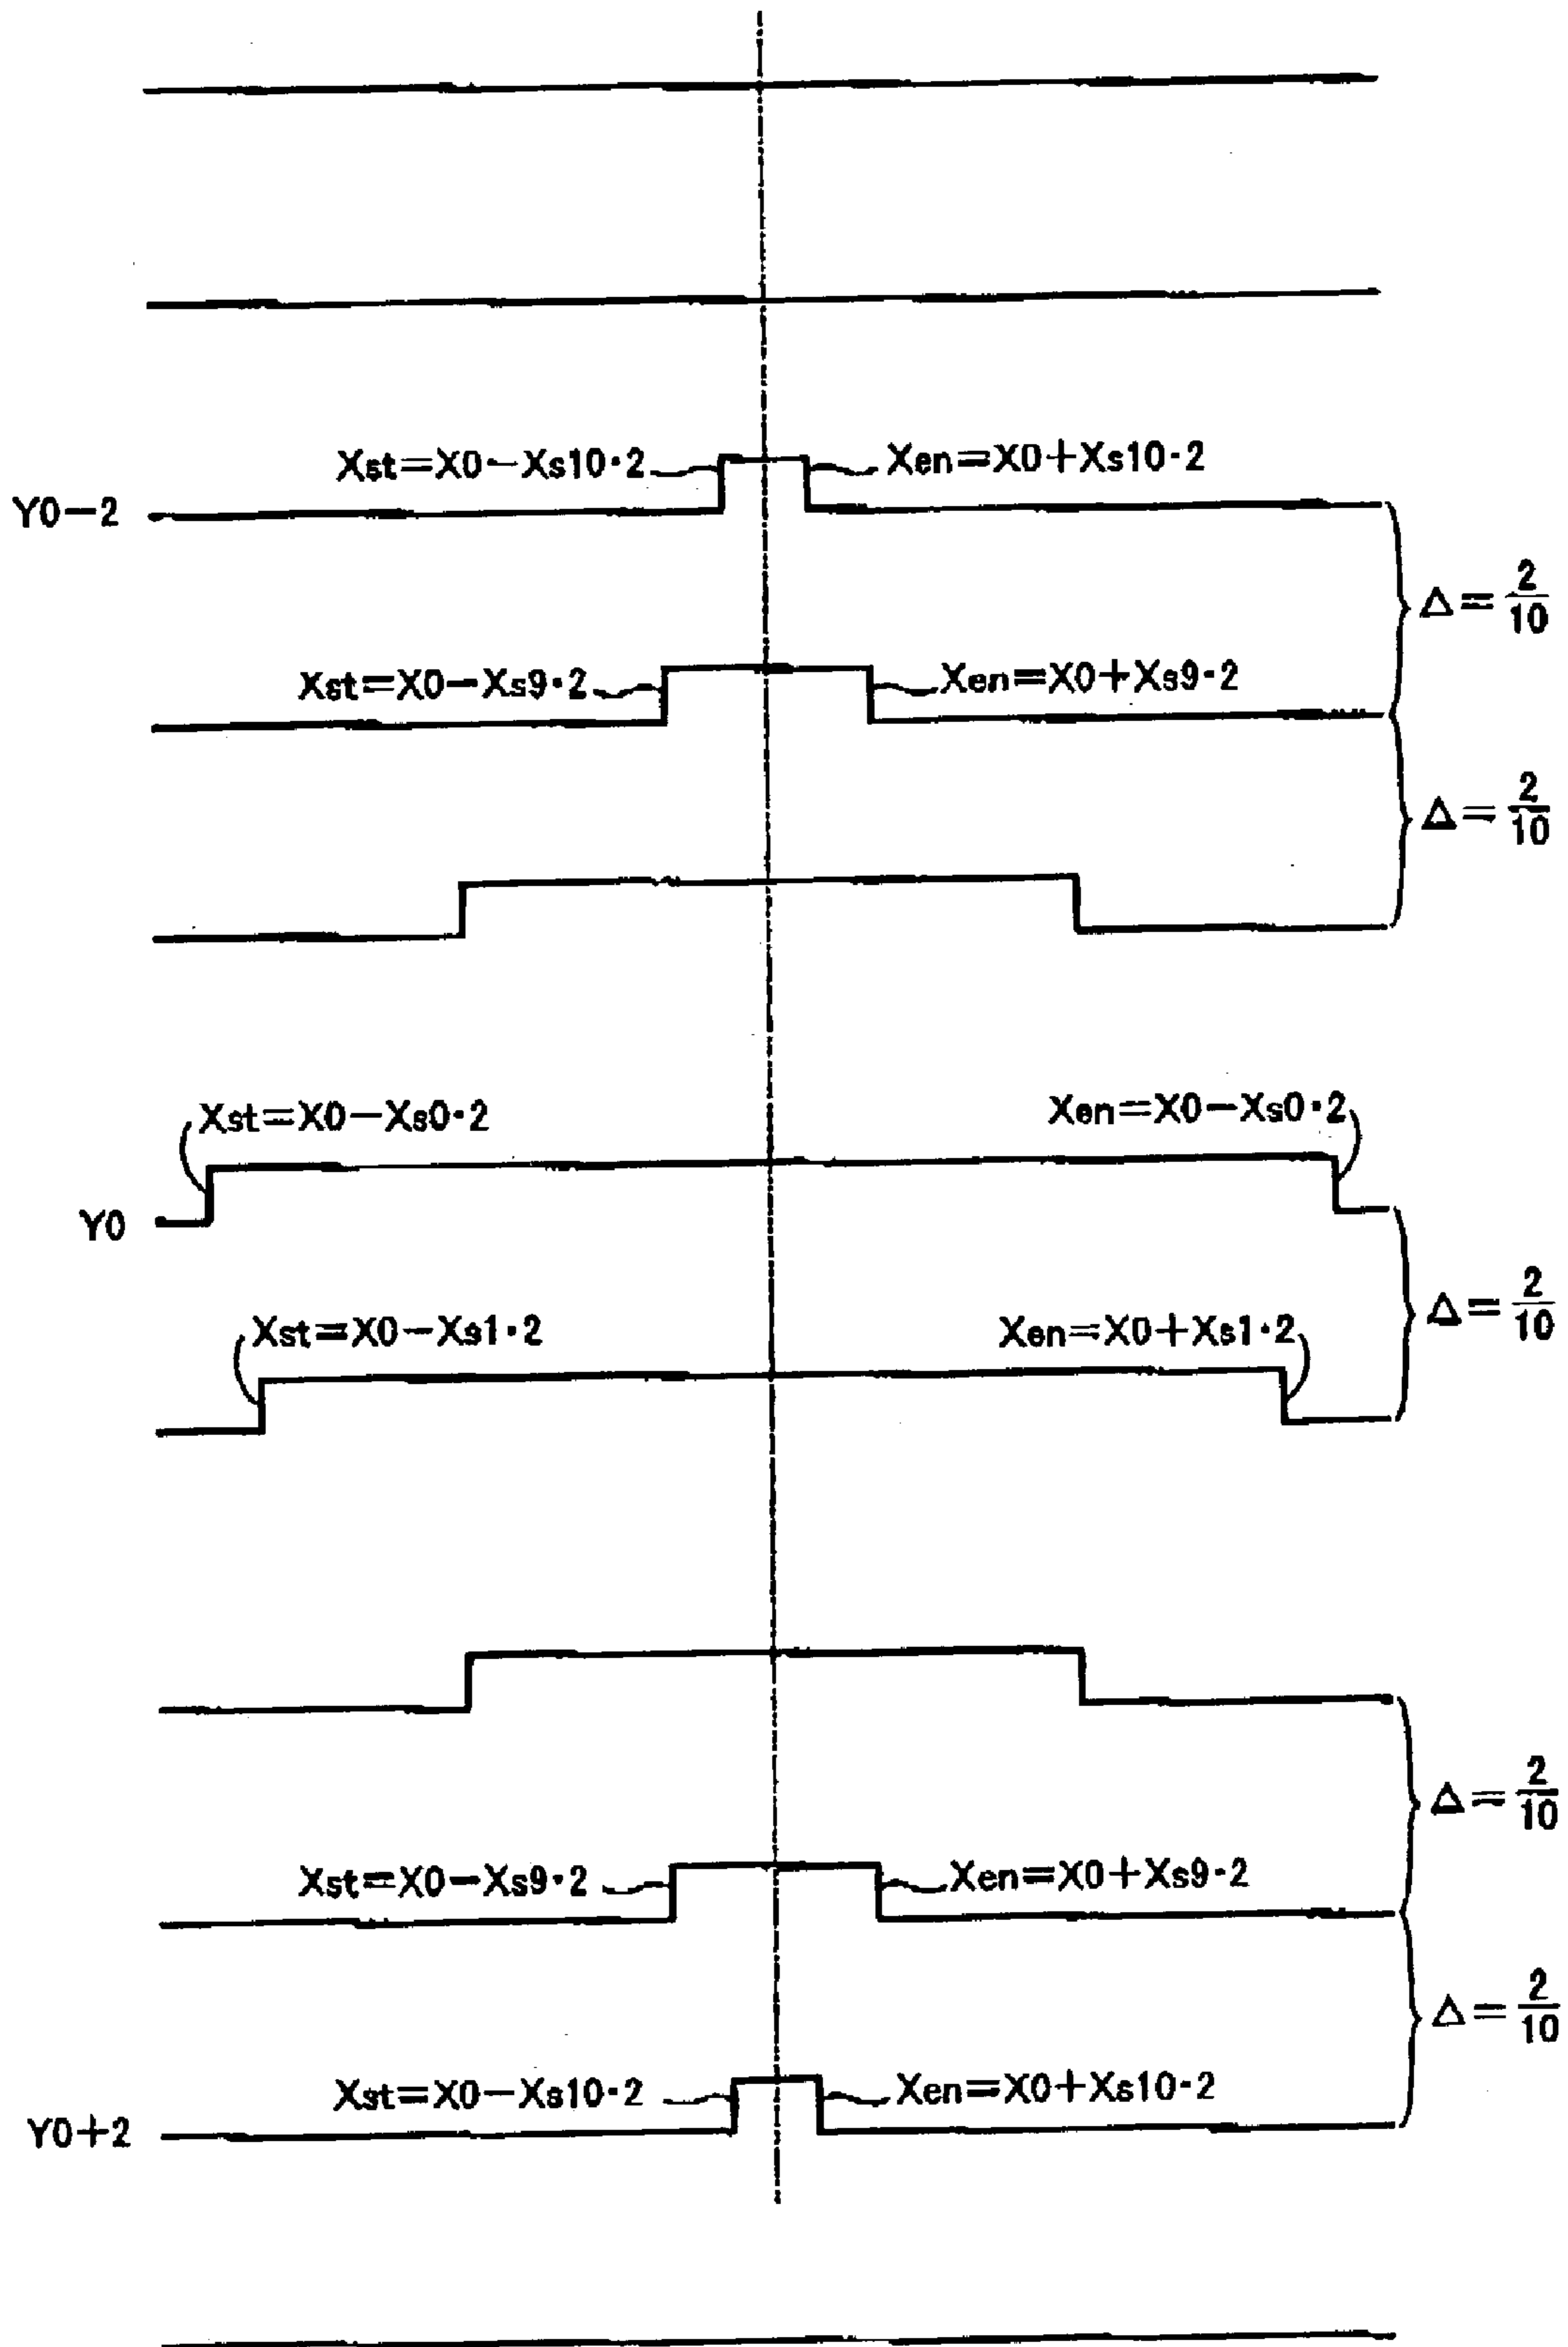 Xst=X0−Xs10·2
Xen=X0+Xs10·2
Y0−2
Δ=2/10
Xst=X0−Xs9·2
Xen=X0+Xs9·2
Δ=2/10
Xst=X0−Xs0·2
Xen=X0−Xs0·2
Y0
Δ=2/10
Xst=X0−Xs1·2
Xen=X0+Xs1·2
Δ=2/10
Xst=X0−Xs9·2
Xen=X0+Xs9·2
Δ=2/10
Xst=X0−Xs10·2
Xen=X0+Xs10·2
Y0+2